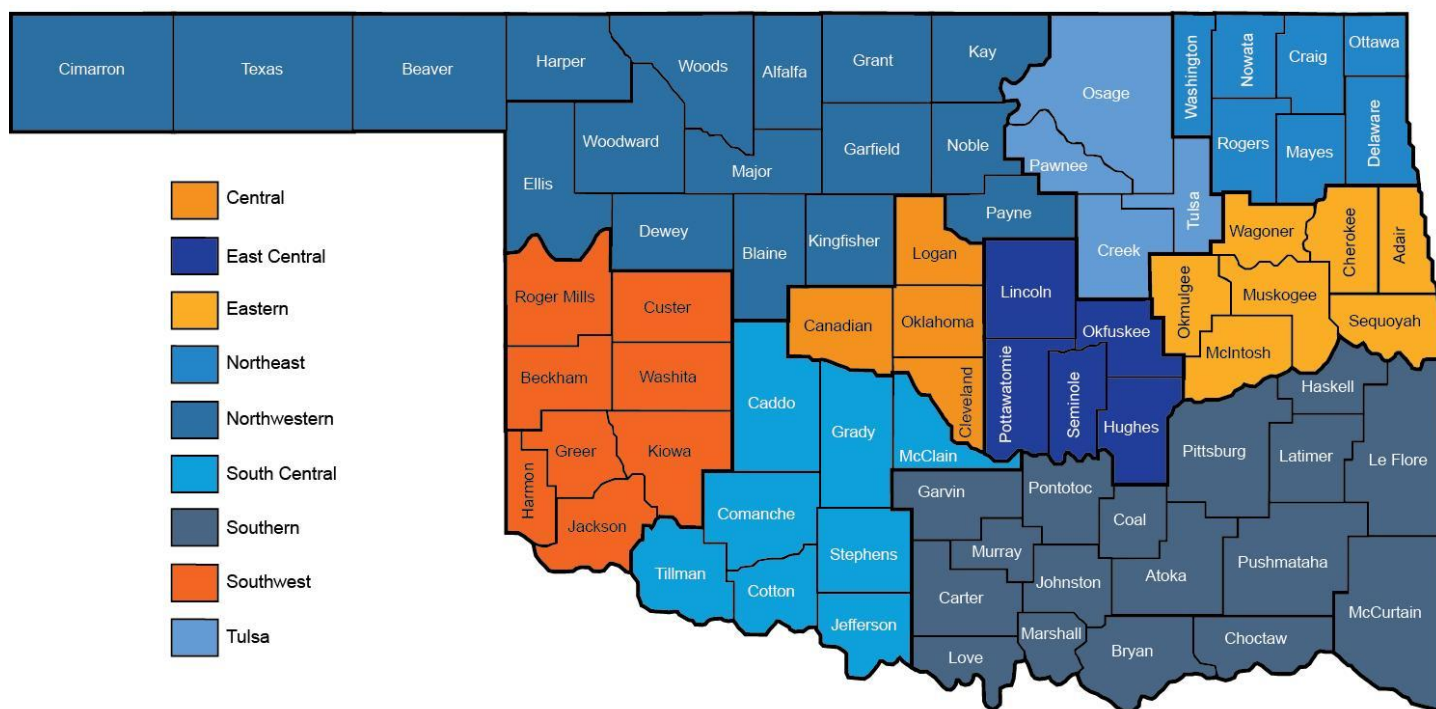 Cimarron
Texas
Beaver
Harper
Woods
Alfalfa
Grant
Kay
Osage
Washington
Nowata
Craig
Ottawa
Woodward
Ellis
Major
Garfield
Noble
Pawnee
Rogers
Mayes
Delaware
Tulsa
Dewey
Blaine
Kingfisher
Logan
Payne
Creek
Wagoner
Cherokee
Adair
Roger Mills
Custer
Canadian
Oklahoma
Lincoln
Okfuskee
Okmulgee
Muskogee
Sequoyah
McIntosh
Beckham
Washita
Caddo
Grady
Cleveland
Pottawatomie
Seminole
Hughes
Haskell
Harmon
Greer
Kiowa
McClain
Pittsburg
Latimer
Le Flore
Jackson
Comanche
Garvin
Pontotoc
Coal
Tillman
Cotton
Stephens
Murray
Johnston
Atoka
Pushmataha
Jefferson
Carter
Love
Marshall
Bryan
Choctaw
McCurtain
Central
East Central
Eastern
Northeast
Northwestern
South Central
Southern
Southwest
Tulsa